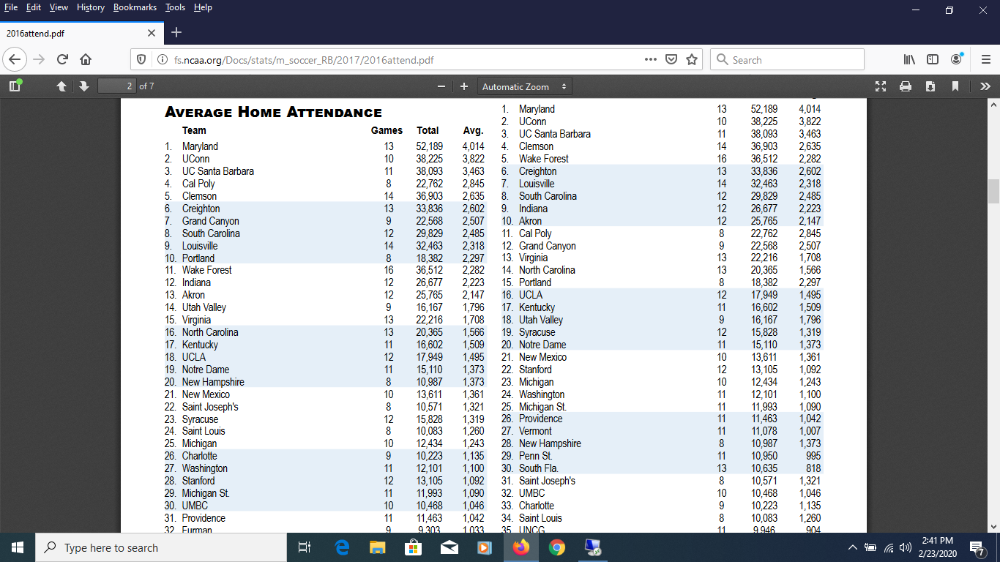 File Edit View History Bookmarks Tools Help
2016attend.pdf
fs.ncaa.org/Docs/stats/m_soccer_RB/2017/2016attend.pdf
Search
2 of 7
Automatic Zoom
AVERAGE HOME ATTENDANCE
Team Games Total Avg.
1. Maryland 13 52,189 4,014
2. UConn 10 38,225 3,822
3. UC Santa Barbara 11 38,093 3,463
4. Cal Poly 8 22,762 2,845
5. Clemson 14 36,903 2,635
6. Creighton 13 33,836 2,602
7. Grand Canyon 9 22,568 2,507
8. South Carolina 12 29,829 2,485
9. Louisville 14 32,463 2,318
10. Portland 8 18,382 2,297
11. Wake Forest 16 36,512 2,282
12. Indiana 12 26,677 2,223
13. Akron 12 25,765 2,147
14. Utah Valley 9 16,167 1,796
15. Virginia 13 22,216 1,708
16. North Carolina 13 20,365 1,566
17. Kentucky 11 16,602 1,509
18. UCLA 12 17,949 1,495
19. Notre Dame 11 15,110 1,373
20. New Hampshire 8 10,987 1,373
21. New Mexico 10 13,611 1,361
22. Saint Joseph's 8 10,571 1,321
23. Syracuse 12 15,828 1,319
24. Saint Louis 8 10,083 1,260
25. Michigan 10 12,434 1,243
26. Charlotte 9 10,223 1,135
27. Washington 11 12,101 1,100
28. Stanford 12 13,105 1,092
29. Michigan St. 11 11,993 1,090
30. UMBC 10 10,468 1,046
31. Providence 11 11,463 1,042
32. Furman 9 9,303 1,033
1. Maryland 13 52,189 4,014
2. UConn 10 38,225 3,822
3. UC Santa Barbara 11 38,093 3,463
4. Clemson 14 36,903 2,635
5. Wake Forest 16 36,512 2,282
6. Creighton 13 33,836 2,602
7. Louisville 14 32,463 2,318
8. South Carolina 12 29,829 2,485
9. Indiana 12 26,677 2,223
10. Akron 12 25,765 2,147
11. Cal Poly 8 22,762 2,845
12. Grand Canyon 9 22,568 2,507
13. Virginia 13 22,216 1,708
14. North Carolina 13 20,365 1,566
15. Portland 8 18,382 2,297
16. UCLA 12 17,949 1,495
17. Kentucky 11 16,602 1,509
18. Utah Valley 9 16,167 1,796
19. Syracuse 12 15,828 1,319
20. Notre Dame 11 15,110 1,373
21. New Mexico 10 13,611 1,361
22. Stanford 12 13,105 1,092
23. Michigan 10 12,434 1,243
24. Washington 11 12,101 1,100
25. Michigan St. 11 11,993 1,090
26. Providence 11 11,463 1,042
27. Vermont 11 11,078 1,007
28. New Hampshire 8 10,987 1,373
29. Penn St. 11 10,950 995
30. South Fla. 13 10,635 818
31. Saint Joseph's 8 10,571 1,321
32. UMBC 10 10,468 1,046
33. Charlotte 9 10,223 1,135
34. Saint Louis 8 10,083 1,260
35. UNCG 11 9,946 904
Type here to search
2:41 PM
2/23/2020
7